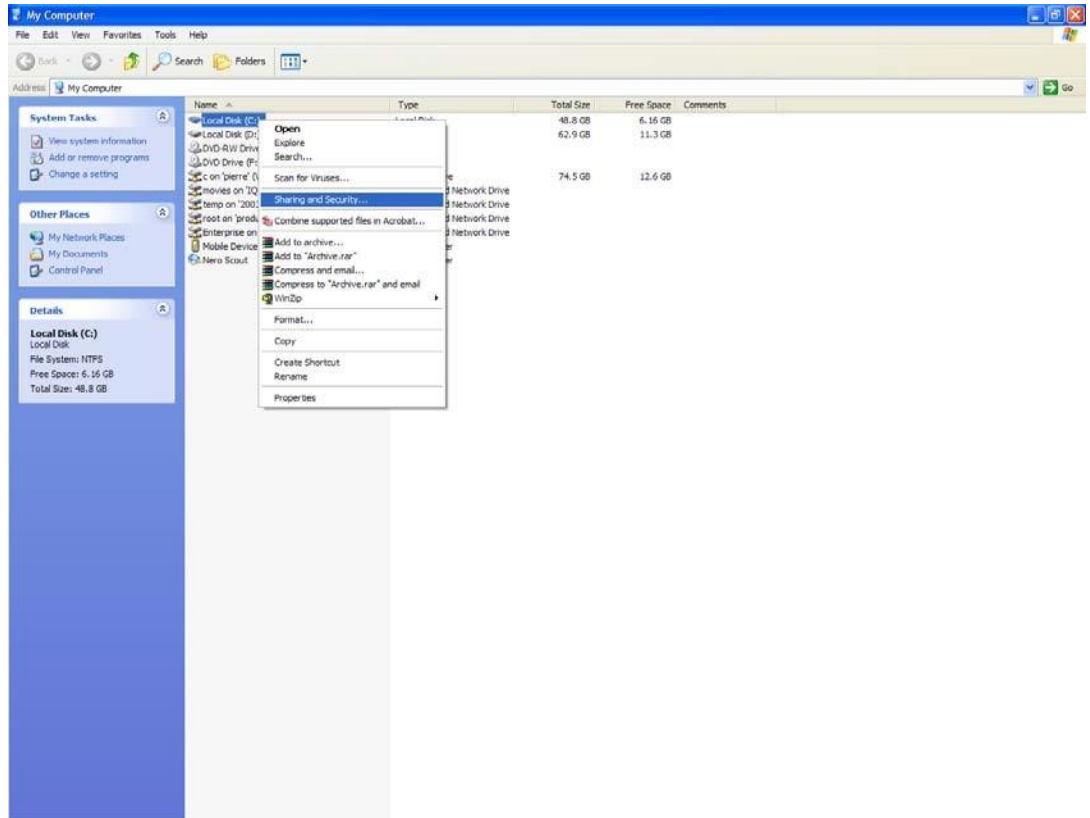 My Computer
File Edit View Favorites Tools Help
Back Search Folders
Address My Computer Go
System Tasks
View system information
Add or remove programs
Change a setting
Other Places
My Network Places
My Documents
Control Panel
Details
Local Disk (C:)
Local Disk
File System: NTFS
Free Space: 6.16 GB
Total Size: 48.8 GB
Name Type Total Size Free Space Comments
Local Disk (C:) 48.8 GB 6.16 GB
Local Disk (D: 62.9 GB 11.3 GB
DVD-RW Drive
DVD Drive (F:
c on 'pierre' 74.5 GB 12.6 GB
movies on 'IQ d Network Drive
temp on '200 d Network Drive
root on 'produ d Network Drive
Enterprise on d Network Drive
Mobile Device er
Nero Scout er
Open
Explore
Search...
Scan for Viruses...
Sharing and Security...
Combine supported files in Acrobat...
Add to archive...
Add to "Archive.rar"
Compress and email...
Compress to "Archive.rar" and email
WinZip
Format...
Copy
Create Shortcut
Rename
Properties